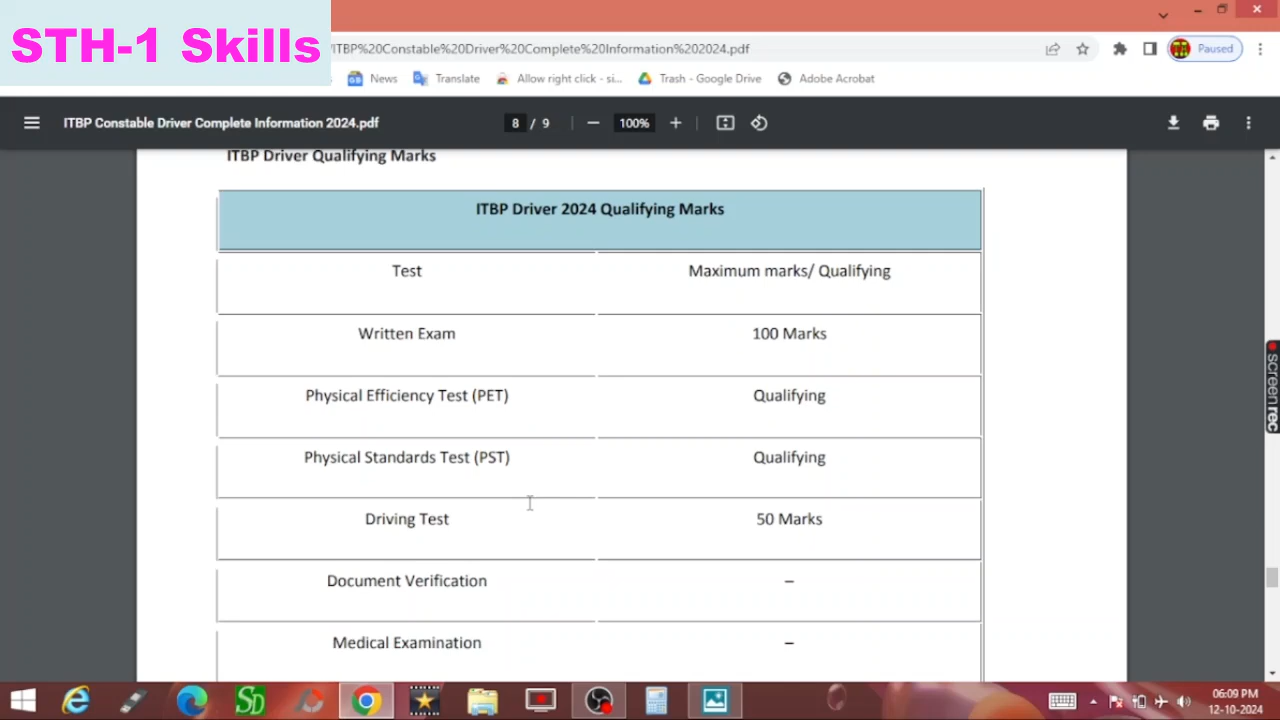 STH-1 Skills
/ITBP%20Constable%20Driver%20Complete%20Information%202024.pdf
Paused
News
Translate
Allow right click - si...
Trash - Google Drive
Adobe Acrobat
ITBP Constable Driver Complete Information 2024.pdf
8 / 9
100%
ITBP Driver Qualifying Marks
ITBP Driver 2024 Qualifying Marks
Test Maximum marks/ Qualifying
Written Exam 100 Marks
Physical Efficiency Test (PET) Qualifying
Physical Standards Test (PST) Qualifying
Driving Test 50 Marks
Document Verification –
Medical Examination –
screenrec
SD
06:09 PM
12-10-2024